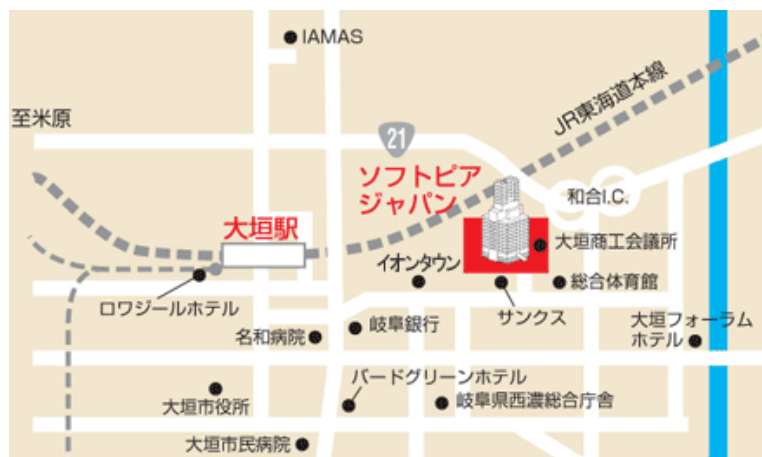 IAMAS
至米原
JR東海道本線
21
ソフトピア
ジャパン
和合I.C.
大垣駅
大垣商工会議所
イオンタウン
総合体育館
ロワジールホテル
サンクス
大垣フォーラム
ホテル
岐阜銀行
名和病院
バードグリーンホテル
大垣市役所
岐阜県西濃総合庁舎
大垣市民病院